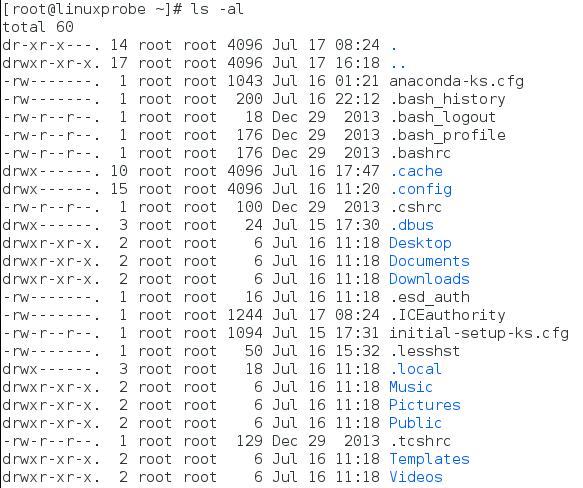 [root@linuxprobe ~]# ls -al
total 60
dr-xr-x---. 14 root root 4096 Jul 17 08:24 .
drwxr-xr-x. 17 root root 4096 Jul 17 16:18 ..
-rw-------.  1 root root 1043 Jul 16 01:21 anaconda-ks.cfg
-rw-------.  1 root root  200 Jul 16 22:12 .bash_history
-rw-r--r--.  1 root root   18 Dec 29  2013 .bash_logout
-rw-r--r--.  1 root root  176 Dec 29  2013 .bash_profile
-rw-r--r--.  1 root root  176 Dec 29  2013 .bashrc
drwx------. 10 root root 4096 Jul 16 17:47 .cache
drwx------. 15 root root 4096 Jul 16 11:20 .config
-rw-r--r--.  1 root root  100 Dec 29  2013 .cshrc
drwx------.  3 root root   24 Jul 15 17:30 .dbus
drwxr-xr-x.  2 root root    6 Jul 16 11:18 Desktop
drwxr-xr-x.  2 root root    6 Jul 16 11:18 Documents
drwxr-xr-x.  2 root root    6 Jul 16 11:18 Downloads
-rw-------.  1 root root   16 Jul 16 11:18 .esd_auth
-rw-------.  1 root root 1244 Jul 17 08:24 .ICEauthority
-rw-r--r--.  1 root root 1094 Jul 15 17:31 initial-setup-ks.cfg
-rw-------.  1 root root   50 Jul 16 15:32 .lesshst
drwx------.  3 root root   18 Jul 16 11:18 .local
drwxr-xr-x.  2 root root    6 Jul 16 11:18 Music
drwxr-xr-x.  2 root root    6 Jul 16 11:18 Pictures
drwxr-xr-x.  2 root root    6 Jul 16 11:18 Public
-rw-r--r--.  1 root root  129 Dec 29  2013 .tcshrc
drwxr-xr-x.  2 root root    6 Jul 16 11:18 Templates
drwxr-xr-x.  2 root root    6 Jul 16 11:18 Videos